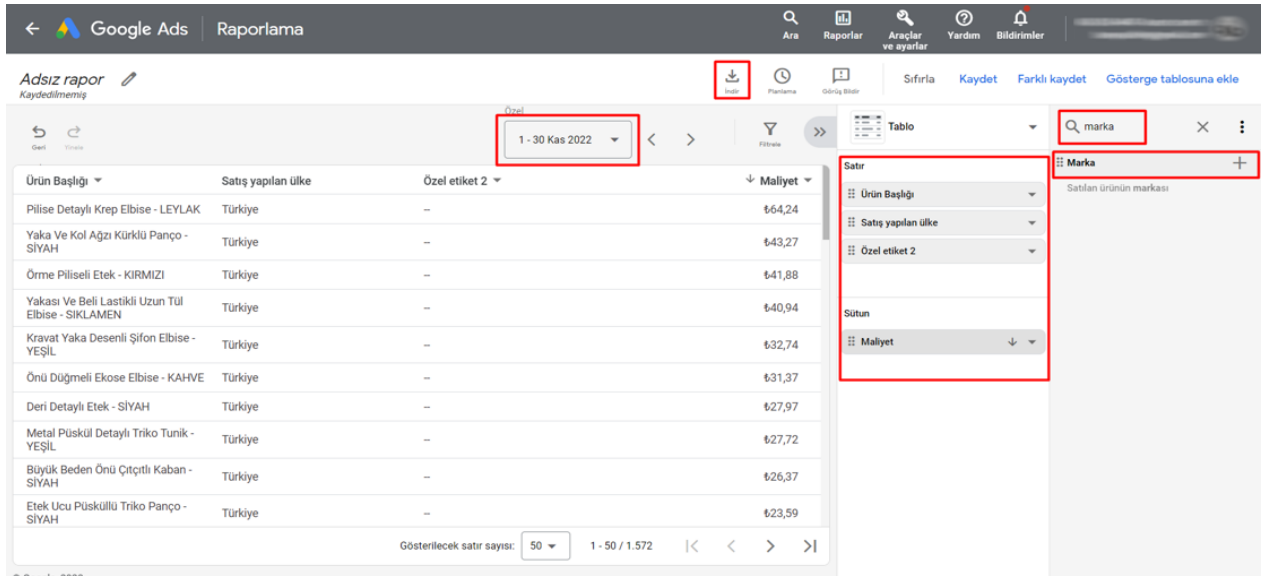 Google Ads
Raporlama
Ara
Raporlar
Araçlar
ve ayarlar
Yardım
Bildirimler
Adsız rapor
Kaydedilmemiş
İndir
Planlama
Görüş Bildir
Sıfırla
Kaydet
Farklı kaydet
Gösterge tablosuna ekle
Geri
Yinele
Özel
1 - 30 Kas 2022
Filtrele
Tablo
marka
Ürün Başlığı
Satış yapılan ülke
Özel etiket 2
Maliyet
Pilise Detaylı Krep Elbise - LEYLAK
Türkiye
--
₺64,24
Yaka Ve Kol Ağzı Kürklü Panço -
SİYAH
Türkiye
--
₺43,27
Örme Piliseli Etek - KIRMIZI
Türkiye
--
₺41,88
Yakası Ve Beli Lastikli Uzun Tül
Elbise - SIKLAMEN
Türkiye
--
₺40,94
Kravat Yaka Desenli Şifon Elbise -
YEŞİL
Türkiye
--
₺32,74
Önü Düğmeli Ekose Elbise - KAHVE
Türkiye
--
₺31,37
Deri Detaylı Etek - SİYAH
Türkiye
--
₺27,97
Metal Püskül Detaylı Triko Tunik -
YEŞİL
Türkiye
--
₺27,72
Büyük Beden Önü Çıtçıtlı Kaban -
SİYAH
Türkiye
--
₺26,37
Etek Ucu Püsküllü Triko Panço -
SİYAH
Türkiye
--
₺23,59
Gösterilecek satır sayısı:
50
1 - 50 / 1.572
Satır
Ürün Başlığı
Satış yapılan ülke
Özel etiket 2
Sütun
Maliyet
Marka
Satılan ürünün markası